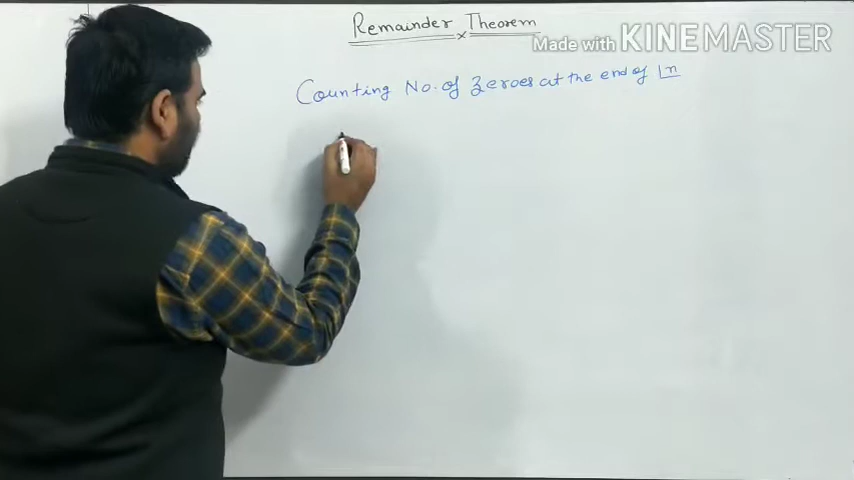 Remainder Theorem
Made with KINEMASTER
Counting No. of Zeroes at the end of |n